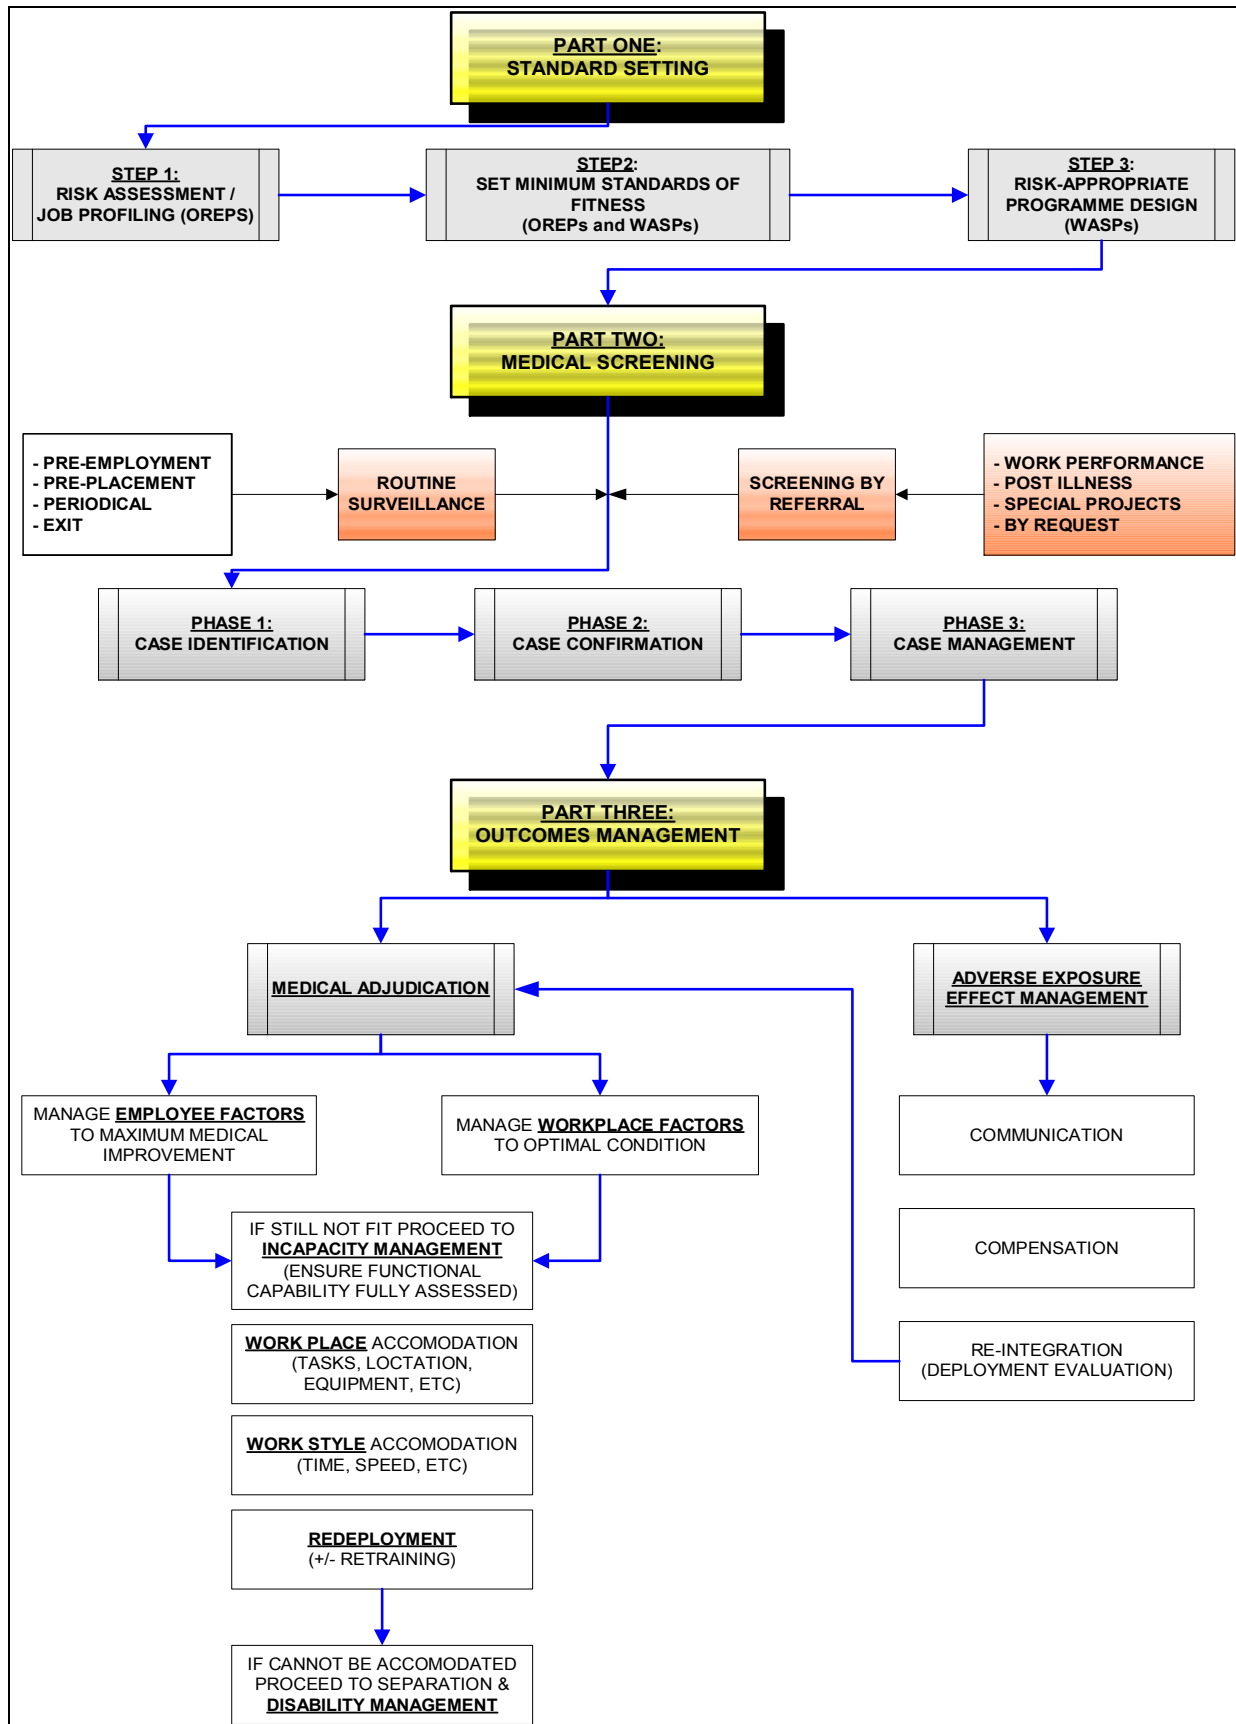 PART ONE:
STANDARD SETTING
STEP 1:
RISK ASSESSMENT /
JOB PROFILING (OREPS)
STEP2:
SET MINIMUM STANDARDS OF
FITNESS
(OREPs and WASPs)
STEP 3:
RISK-APPROPRIATE
PROGRAMME DESIGN
(WASPs)
PART TWO:
MEDICAL SCREENING
- PRE-EMPLOYMENT
- PRE-PLACEMENT
- PERIODICAL
- EXIT
ROUTINE
SURVEILLANCE
SCREENING BY
REFERRAL
- WORK PERFORMANCE
- POST ILLNESS
- SPECIAL PROJECTS
- BY REQUEST
PHASE 1:
CASE IDENTIFICATION
PHASE 2:
CASE CONFIRMATION
PHASE 3:
CASE MANAGEMENT
PART THREE:
OUTCOMES MANAGEMENT
MEDICAL ADJUDICATION
ADVERSE EXPOSURE
EFFECT MANAGEMENT
MANAGE EMPLOYEE FACTORS
TO MAXIMUM MEDICAL
IMPROVEMENT
MANAGE WORKPLACE FACTORS
TO OPTIMAL CONDITION
COMMUNICATION
IF STILL NOT FIT PROCEED TO
INCAPACITY MANAGEMENT
(ENSURE FUNCTIONAL
CAPABILITY FULLY ASSESSED)
COMPENSATION
WORK PLACE ACCOMODATION
(TASKS, LOCTATION,
EQUIPMENT, ETC)
RE-INTEGRATION
(DEPLOYMENT EVALUATION)
WORK STYLE ACCOMODATION
(TIME, SPEED, ETC)
REDEPLOYMENT
(+/- RETRAINING)
IF CANNOT BE ACCOMODATED
PROCEED TO SEPARATION &
DISABILITY MANAGEMENT